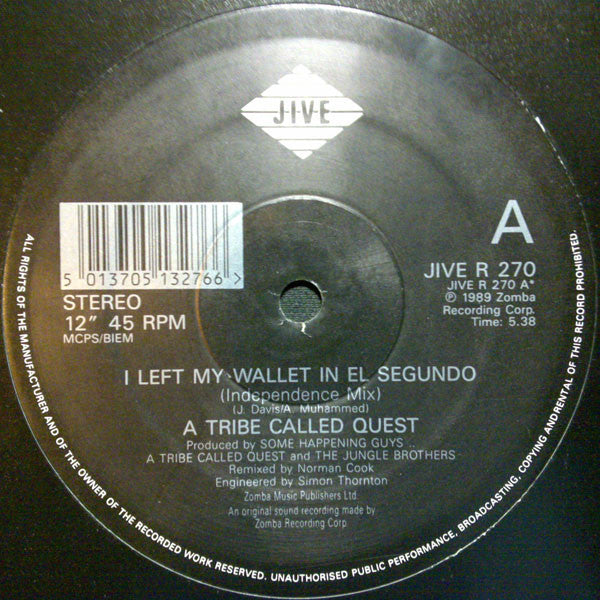 JIVE
A
5 013705 132766 >
STEREO
12" 45 RPM
MCPS/BIEM
JIVE R 270
JIVE R 270 A*
℗ 1989 Zomba
Recording Corp.
Time: 5.38
I LEFT MY WALLET IN EL SEGUNDO
(Independence Mix)
(J. Davis/A. Muhammed)
A TRIBE CALLED QUEST
Produced by SOME HAPPENING GUYS ..
A TRIBE CALLED QUEST and THE JUNGLE BROTHERS
Remixed by Norman Cook
Engineered by Simon Thornton
Zomba Music Publishers Ltd
An original sound recording made by
Zomba Recording Corp.
ALL RIGHTS OF THE MANUFACTURER AND OF THE OWNER OF THE RECORDED WORK RESERVED. UNAUTHORISED PUBLIC PERFORMANCE, BROADCASTING, COPYING AND RENTAL OF THIS RECORD PROHIBITED.